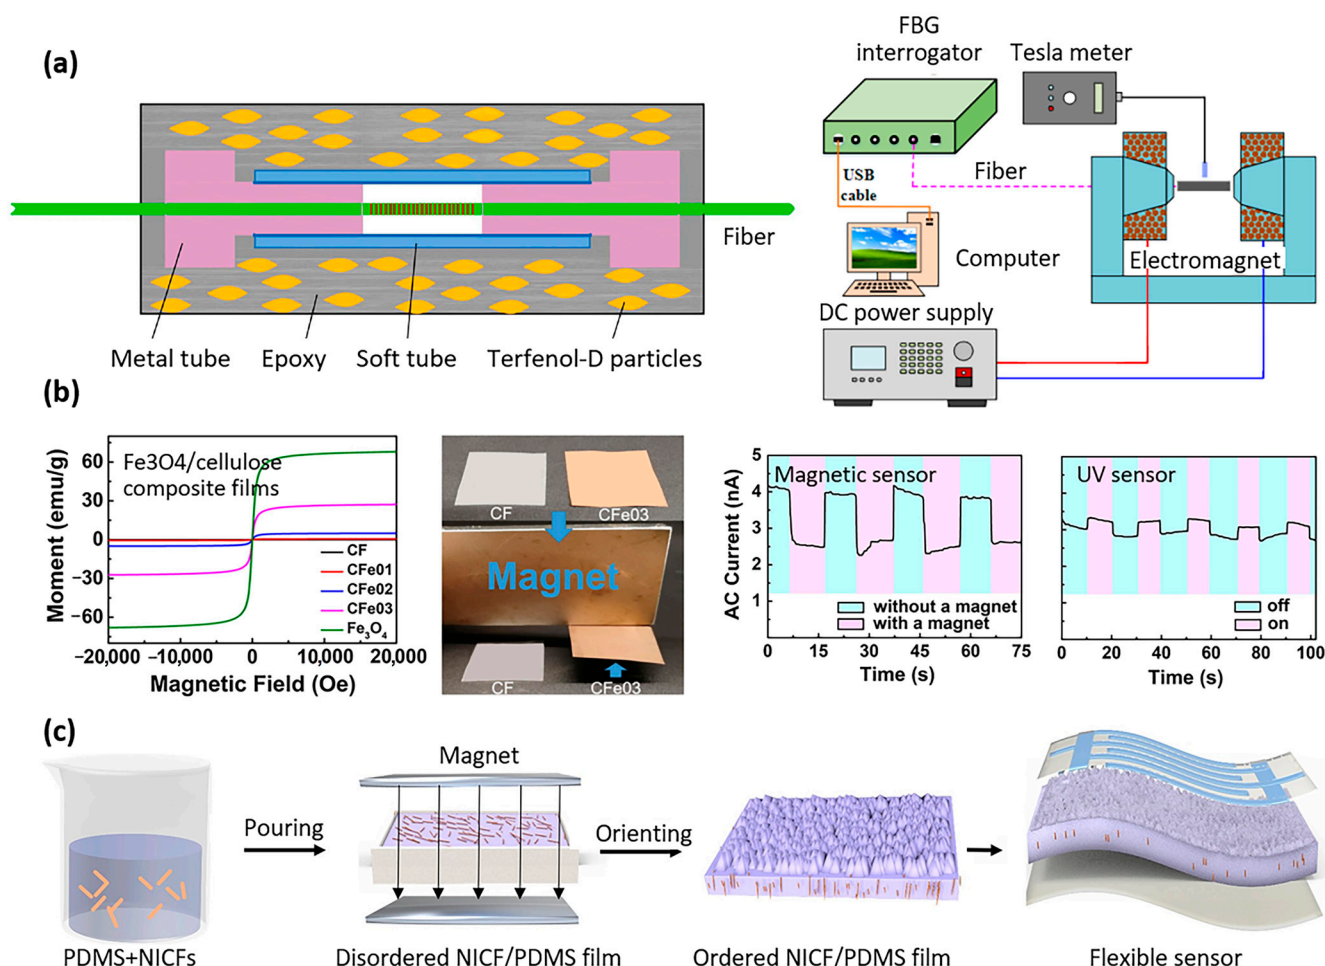 (a)
FBG
interrogator
Tesla meter
USB
cable
Fiber
Fiber
Computer
Electromagnet
DC power supply
Metal tube
Epoxy
Soft tube
Terfenol-D particles
(b)
Moment (emu/g)
60
30
0
−30
−60
Fe3O4/cellulose
composite films
CF
CFe01
CFe02
CFe03
Fe₃O₄
−20,000
−10,000
0
10,000
20,000
Magnetic Field (Oe)
CF
CFe03
Magnet
CF
CFe03
AC Current (nA)
5
4
3
2
1
Magnetic sensor
without a magnet
with a magnet
0
15
30
45
60
75
Time (s)
UV sensor
off
on
0
20
40
60
80
100
Time (s)
(c)
Magnet
Pouring
Orienting
PDMS+NICFs
Disordered NICF/PDMS film
Ordered NICF/PDMS film
Flexible sensor